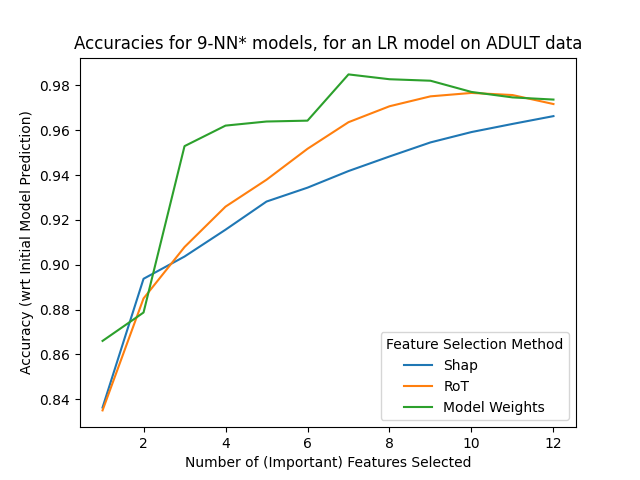 Accuracies for 9-NN* models, for an LR model on ADULT data
Accuracy (wrt Initial Model Prediction)
0.98
0.96
0.94
0.92
0.90
0.88
0.86
0.84
Feature Selection Method
Shap
RoT
Model Weights
2 4 6 8 10 12
Number of (Important) Features Selected